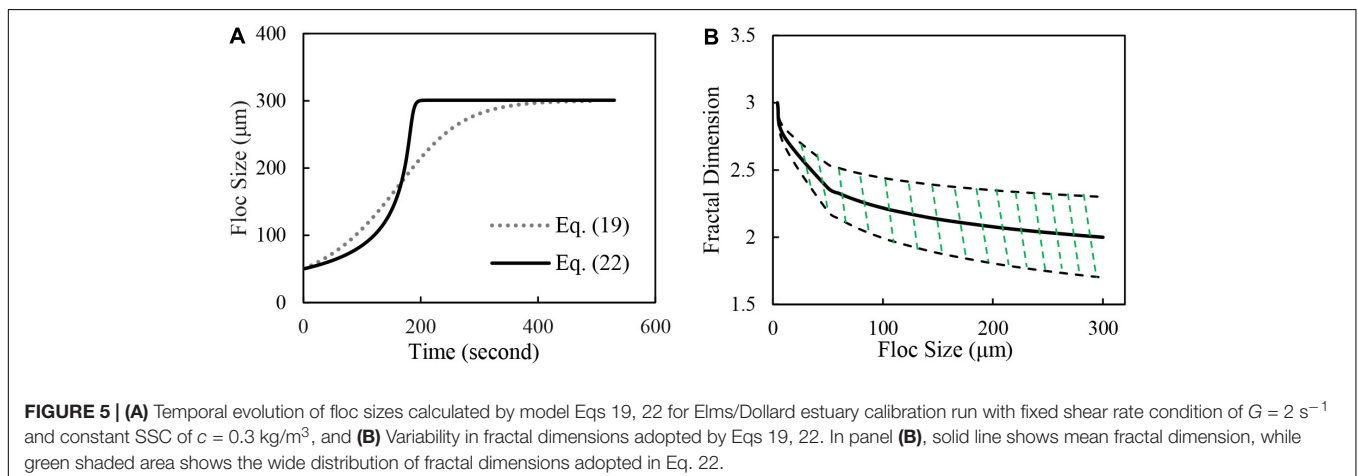 A
400
300
200
100
0
Floc Size (μm)
Eq. (19)
Eq. (22)
0 200 400 600
Time (second)
B
3.5
3
2.5
2
1.5
Fractal Dimension
0 100 200 300
Floc Size (μm)
FIGURE 5 | (A) Temporal evolution of floc sizes calculated by model Eqs 19, 22 for Elms/Dollard estuary calibration run with fixed shear rate condition of G = 2 s⁻¹
and constant SSC of c = 0.3 kg/m³, and (B) Variability in fractal dimensions adopted by Eqs 19, 22. In panel (B), solid line shows mean fractal dimension, while
green shaded area shows the wide distribution of fractal dimensions adopted in Eq. 22.